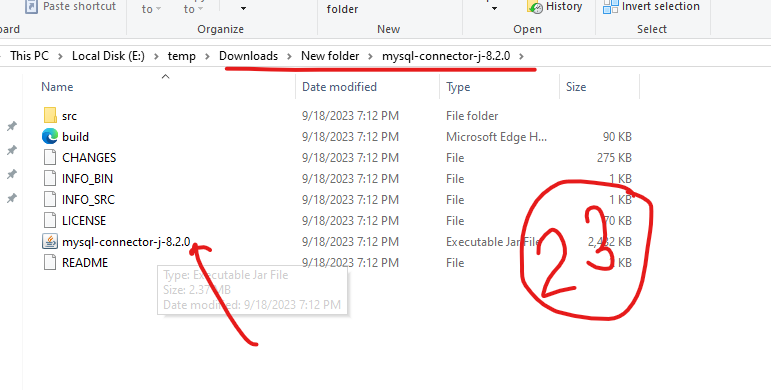 Paste shortcut
to
to
folder
History
Invert selection
oard
Organize
New
Open
Select
This PC > Local Disk (E:) > temp > Downloads > New folder > mysql-connector-j-8.2.0 >
Name Date modified Type Size
src 9/18/2023 7:12 PM File folder
build 9/18/2023 7:12 PM Microsoft Edge H... 90 KB
CHANGES 9/18/2023 7:12 PM File 275 KB
INFO_BIN 9/18/2023 7:12 PM File 1 KB
INFO_SRC 9/18/2023 7:12 PM File 1 KB
LICENSE 9/18/2023 7:12 PM File 70 KB
mysql-connector-j-8.2.0 9/18/2023 7:12 PM Executable Jar File 2,432 KB
README 9/18/2023 7:12 PM File KB
Type: Executable Jar File
Size: 2.37 MB
Date modified: 9/18/2023 7:12 PM
23